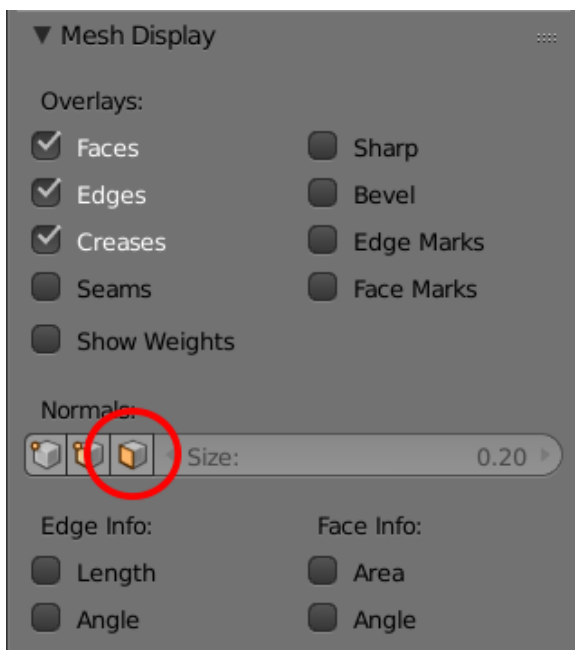 Mesh Display
Overlays:
Faces Sharp
Edges Bevel
Creases Edge Marks
Seams Face Marks
Show Weights
Normals:
Size: 0.20
Edge Info: Face Info:
Length Area
Angle Angle